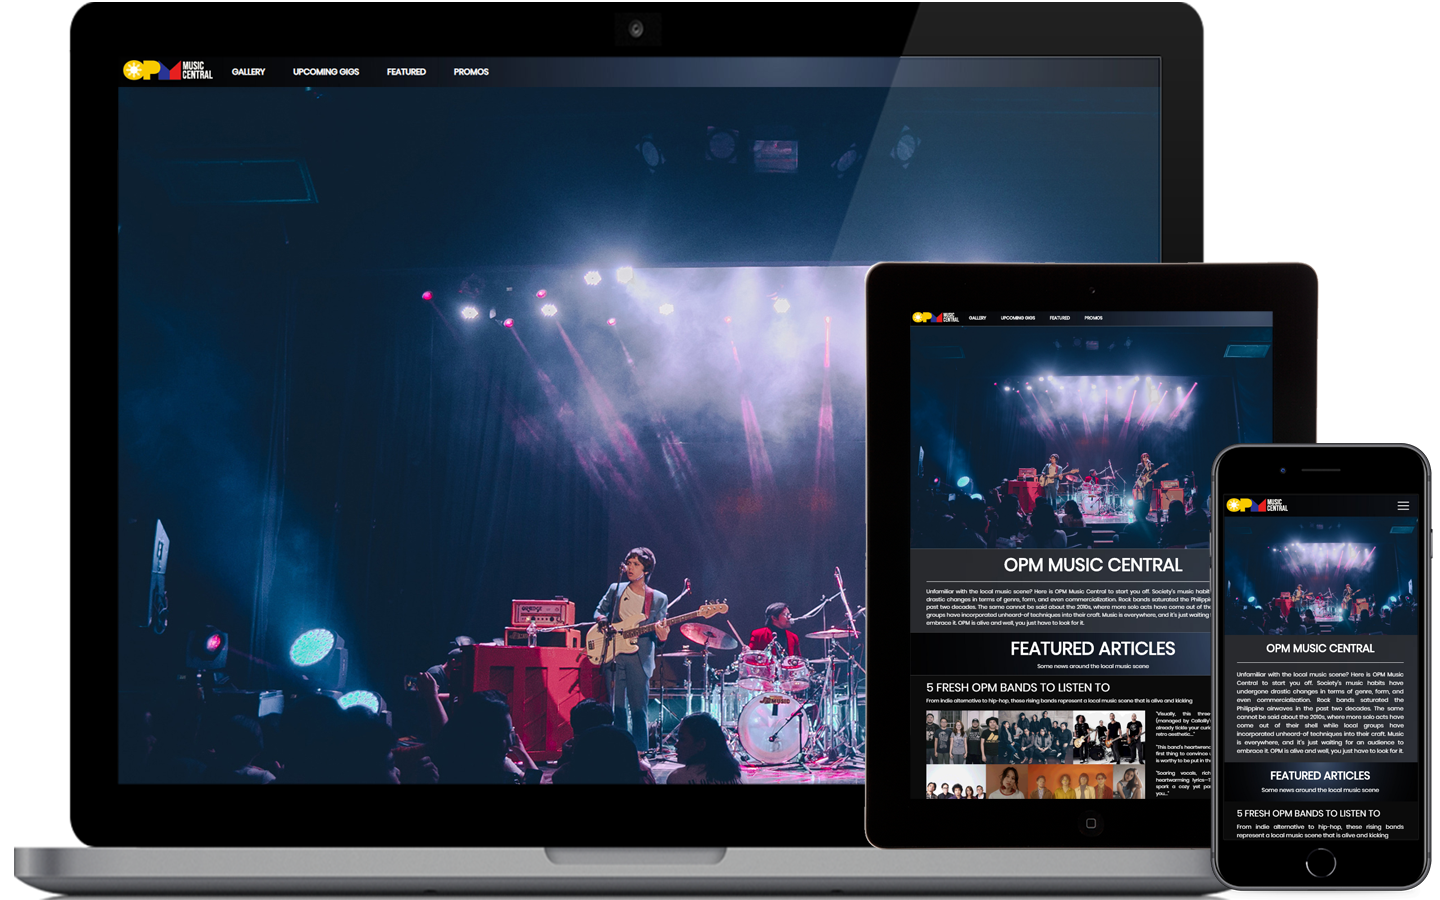 OPM MUSIC
CENTRAL
GALLERY UPCOMING GIGS FEATURED PROMOS
ORANGE
OPM MUSIC
CENTRAL
GALLERY UPCOMING GIGS FEATURED PROMOS
OPM MUSIC CENTRAL
Unfamiliar with the local music scene? Here is OPM Music Central to start you off. Society's music habit
drastic changes in terms of genre, form, and even commercialization. Rock bands saturated the Philippi
past two decades. The same cannot be said about the 2010s, where more solo acts have come out of the
groups have incorporated unheard-of techniques into their craft. Music is everywhere, and it's just waiting
embrace it. OPM is alive and well, you just have to look for it.
FEATURED ARTICLES
Some news around the local music scene
5 FRESH OPM BANDS TO LISTEN TO
From indie alternative to hip-hop, these rising bands represent a local music scene that is alive and kicking
"Visually, this three
(managed by Callalily'
already tickle your curi
retro aesthetic..."
"This band's heartwrenc
first thing to convince
is worthy to be put in th
"Soaring vocals, rich
heartwarming lyrics—T
spark a cozy yet pa
you..."
OPM MUSIC
CENTRAL
OPM MUSIC CENTRAL
Unfamiliar with the local music scene? Here is OPM Music
Central to start you off. Society's music habits have
undergone drastic changes in terms of genre, form, and
even commercialization. Rock bands saturated the
Philippine airwaves in the past two decades. The same
cannot be said about the 2010s, where more solo acts have
come out of their shell while local groups have
incorporated unheard-of techniques into their craft. Music
is everywhere, and it's just waiting for an audience to
embrace it. OPM is alive and well, you just have to look for it.
FEATURED ARTICLES
Some news around the local music scene
5 FRESH OPM BANDS TO LISTEN TO
From indie alternative to hip-hop, these rising bands
represent a local music scene that is alive and kicking